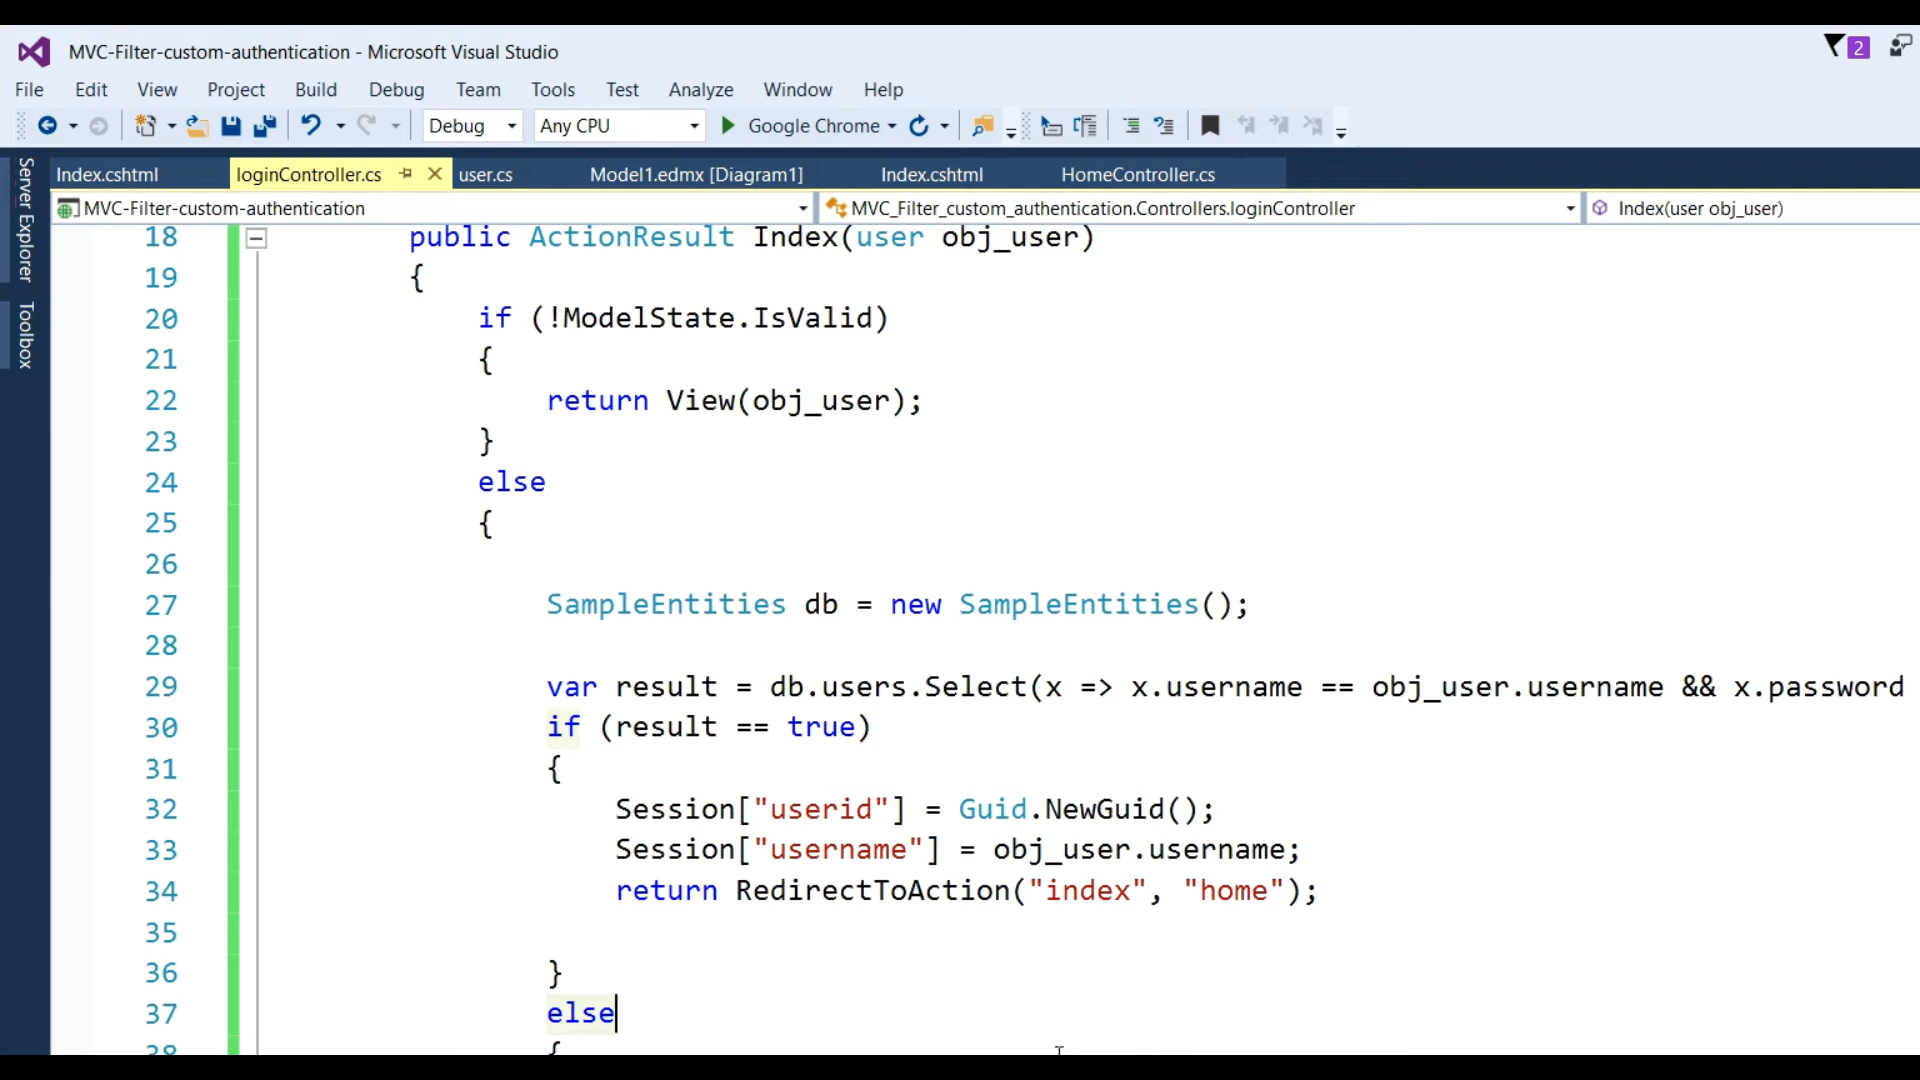 MVC-Filter-custom-authentication - Microsoft Visual Studio
2
File Edit View Project Build Debug Team Tools Test Analyze Window Help
Debug Any CPU Google Chrome
Server Explorer
Toolbox
Index.cshtml loginController.cs user.cs Model1.edmx [Diagram1] Index.cshtml HomeController.cs
MVC-Filter-custom-authentication MVC_Filter_custom_authentication.Controllers.loginController Index(user obj_user)
18 public ActionResult Index(user obj_user)
19 {
20 if (!ModelState.IsValid)
21 {
22 return View(obj_user);
23 }
24 else
25 {
26
27 SampleEntities db = new SampleEntities();
28
29 var result = db.users.Select(x => x.username == obj_user.username && x.password
30 if (result == true)
31 {
32 Session["userid"] = Guid.NewGuid();
33 Session["username"] = obj_user.username;
34 return RedirectToAction("index", "home");
35
36 }
37 else
38 {